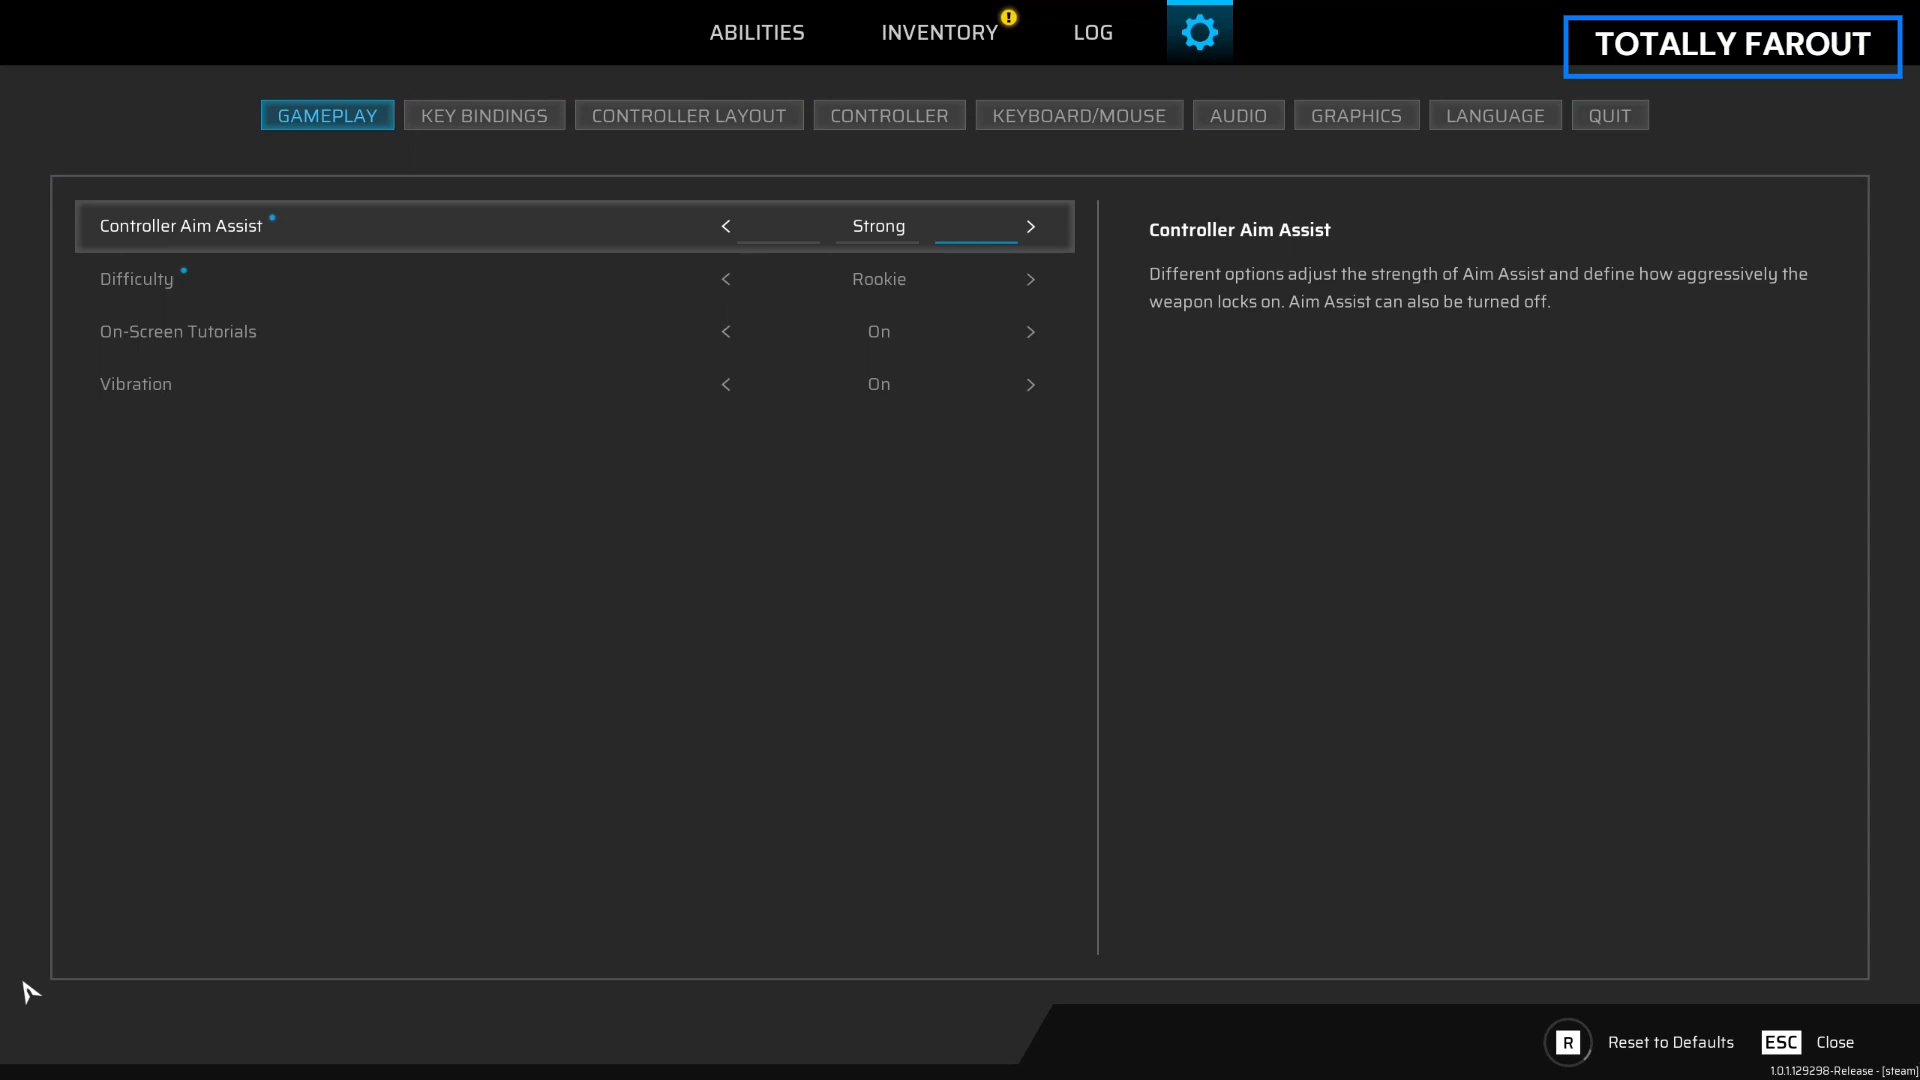 ABILITIES INVENTORY ! LOG
TOTALLY FAROUT
GAMEPLAY KEY BINDINGS CONTROLLER LAYOUT CONTROLLER KEYBOARD/MOUSE AUDIO GRAPHICS LANGUAGE QUIT
Controller Aim Assist < Strong >
Difficulty < Rookie >
On-Screen Tutorials < On >
Vibration < On >
Controller Aim Assist
Different options adjust the strength of Aim Assist and define how aggressively the
weapon locks on. Aim Assist can also be turned off.
R Reset to Defaults ESC Close
1.0.1.129298-Release - [steam]